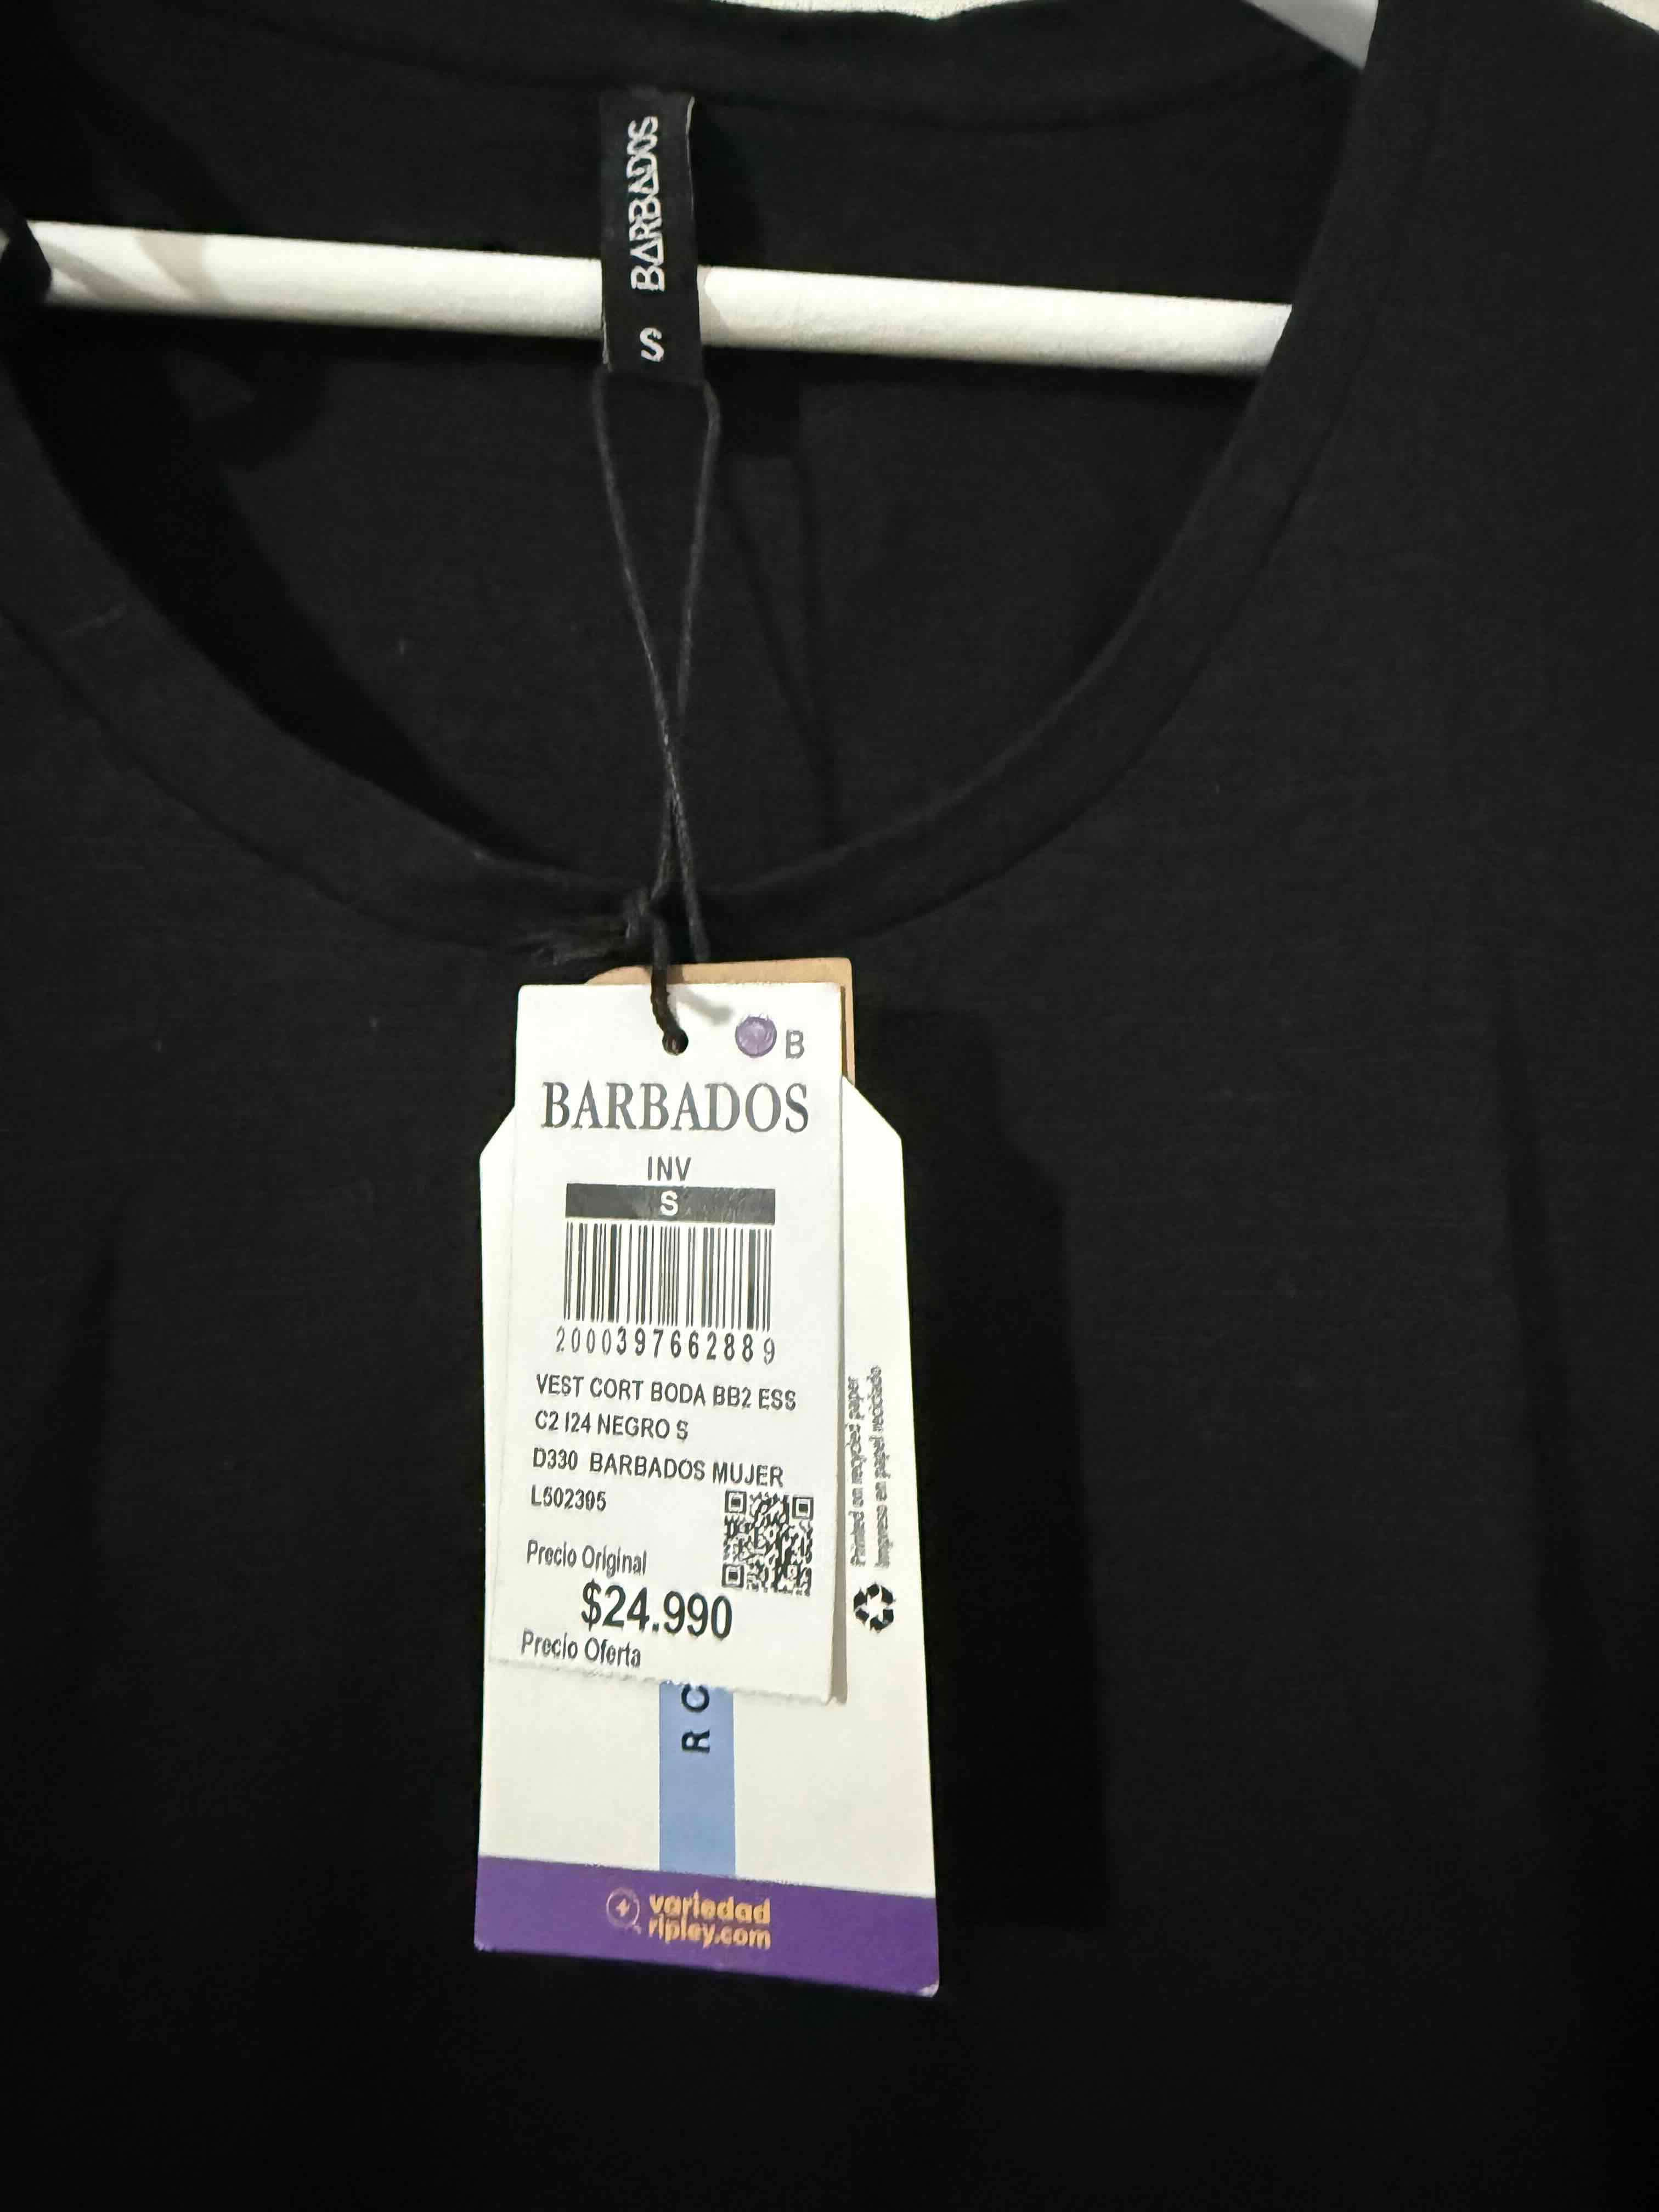 BARBADOS
S
B
BARBADOS
INV
S
2000397662889
VEST CORT BODA BB2 ESS
C2 I24 NEGRO S
D330 BARBADOS MUJER
L502395
Precio Original
$24.990
Precio Oferta
Printed on recycled paper
Impreso en papel reciclado
R C
variedad
ripley.com